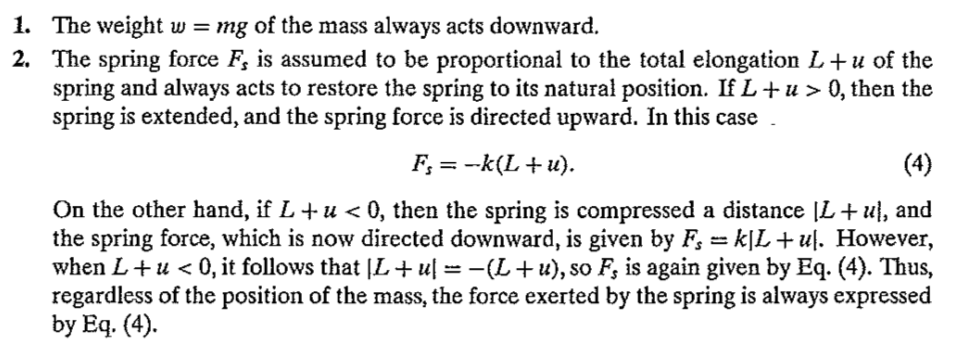 1. The weight w = mg of the mass always acts downward.
2. The spring force Fₛ is assumed to be proportional to the total elongation L + u of the
spring and always acts to restore the spring to its natural position. If L + u > 0, then the
spring is extended, and the spring force is directed upward. In this case
Fₛ = −k(L + u). (4)
On the other hand, if L + u < 0, then the spring is compressed a distance |L + u|, and
the spring force, which is now directed downward, is given by Fₛ = k|L + u|. However,
when L + u < 0, it follows that |L + u| = −(L + u), so Fₛ is again given by Eq. (4). Thus,
regardless of the position of the mass, the force exerted by the spring is always expressed
by Eq. (4).